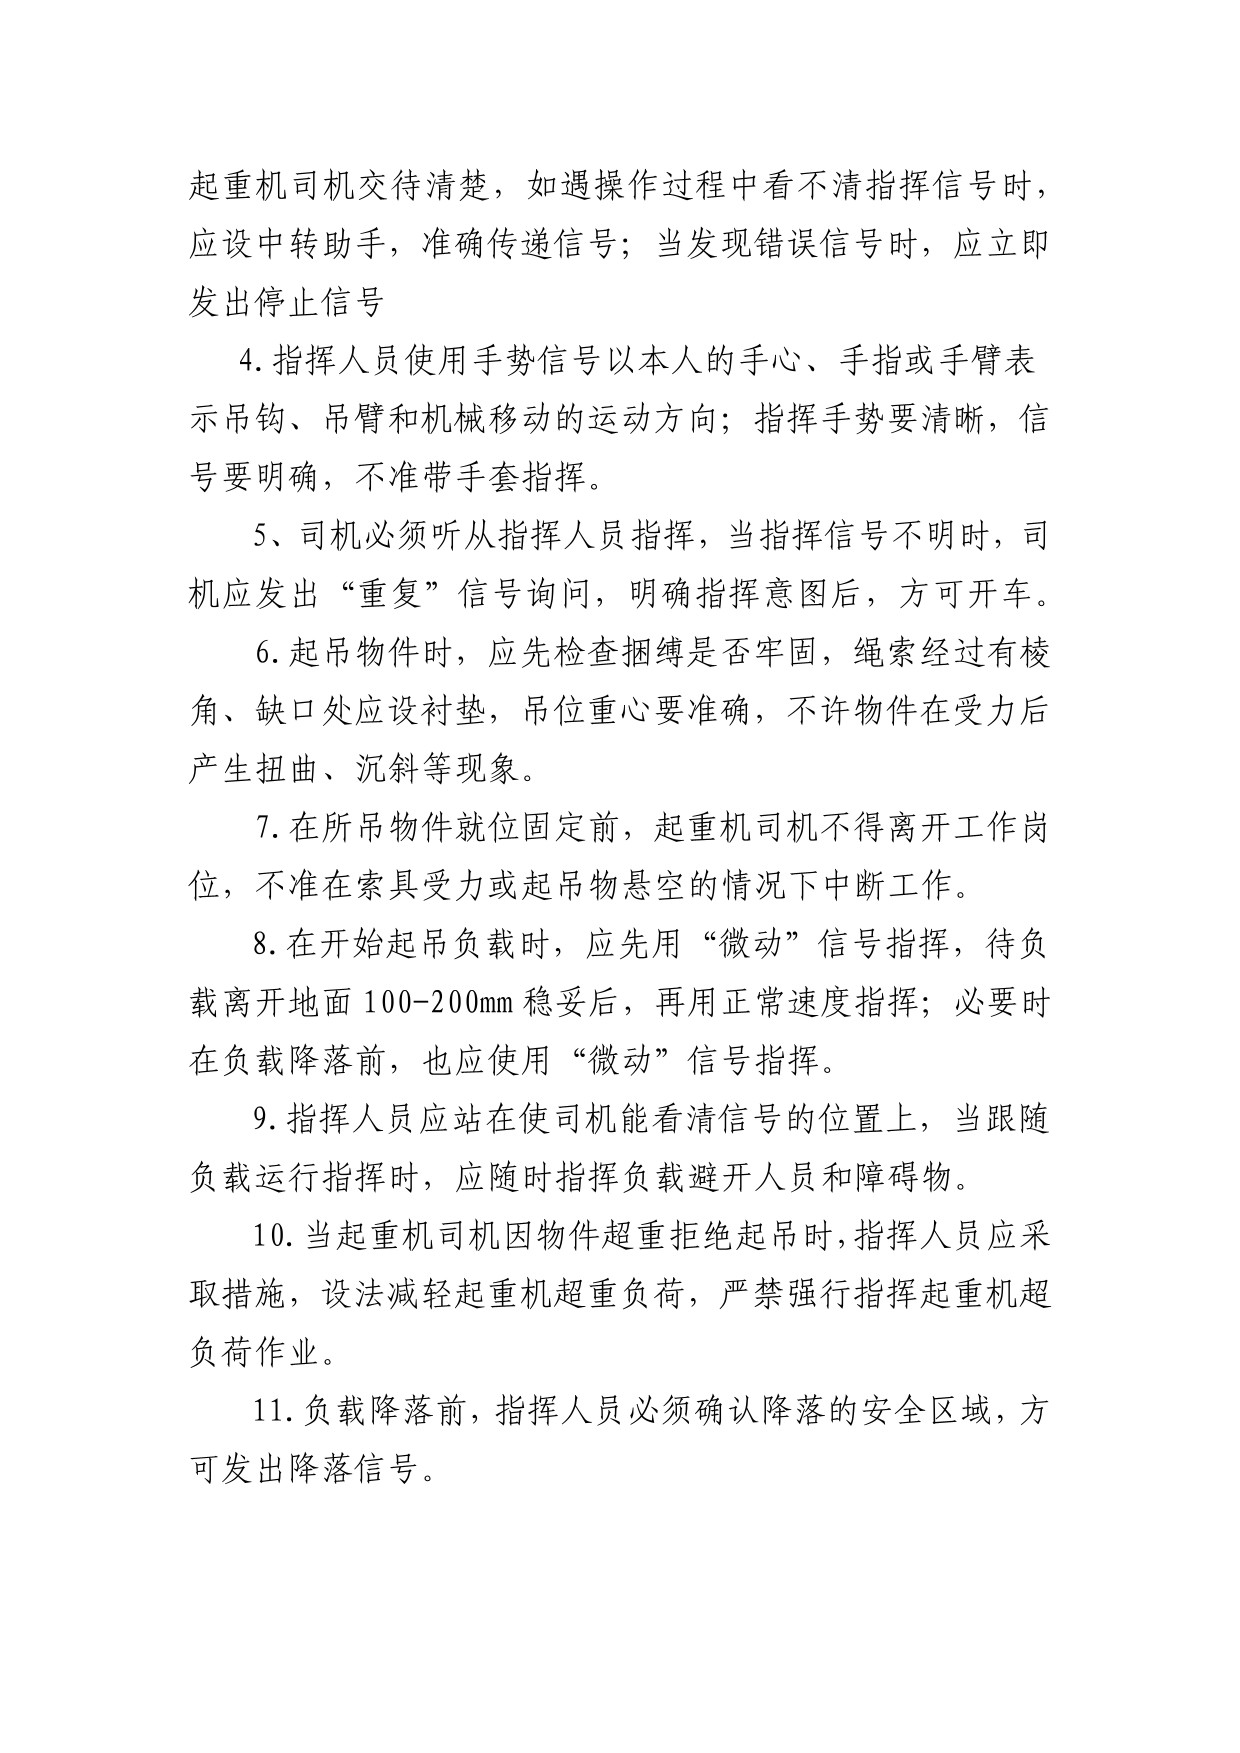 起重机司机交待清楚，如遇操作过程中看不清指挥信号时，
应设中转助手，准确传递信号；当发现错误信号时，应立即
发出停止信号
4.指挥人员使用手势信号以本人的手心、手指或手臂表
示吊钩、吊臂和机械移动的运动方向；指挥手势要清晰，信
号要明确，不准带手套指挥。
5、司机必须听从指挥人员指挥，当指挥信号不明时，司
机应发出“重复”信号询问，明确指挥意图后，方可开车。
6.起吊物件时，应先检查捆缚是否牢固，绳索经过有棱
角、缺口处应设衬垫，吊位重心要准确，不许物件在受力后
产生扭曲、沉斜等现象。
7.在所吊物件就位固定前，起重机司机不得离开工作岗
位，不准在索具受力或起吊物悬空的情况下中断工作。
8.在开始起吊负载时，应先用“微动”信号指挥，待负
载离开地面 100-200mm 稳妥后，再用正常速度指挥；必要时
在负载降落前，也应使用“微动”信号指挥。
9.指挥人员应站在使司机能看清信号的位置上，当跟随
负载运行指挥时，应随时指挥负载避开人员和障碍物。
10.当起重机司机因物件超重拒绝起吊时，指挥人员应采
取措施，设法减轻起重机超重负荷，严禁强行指挥起重机超
负荷作业。
11.负载降落前，指挥人员必须确认降落的安全区域，方
可发出降落信号。